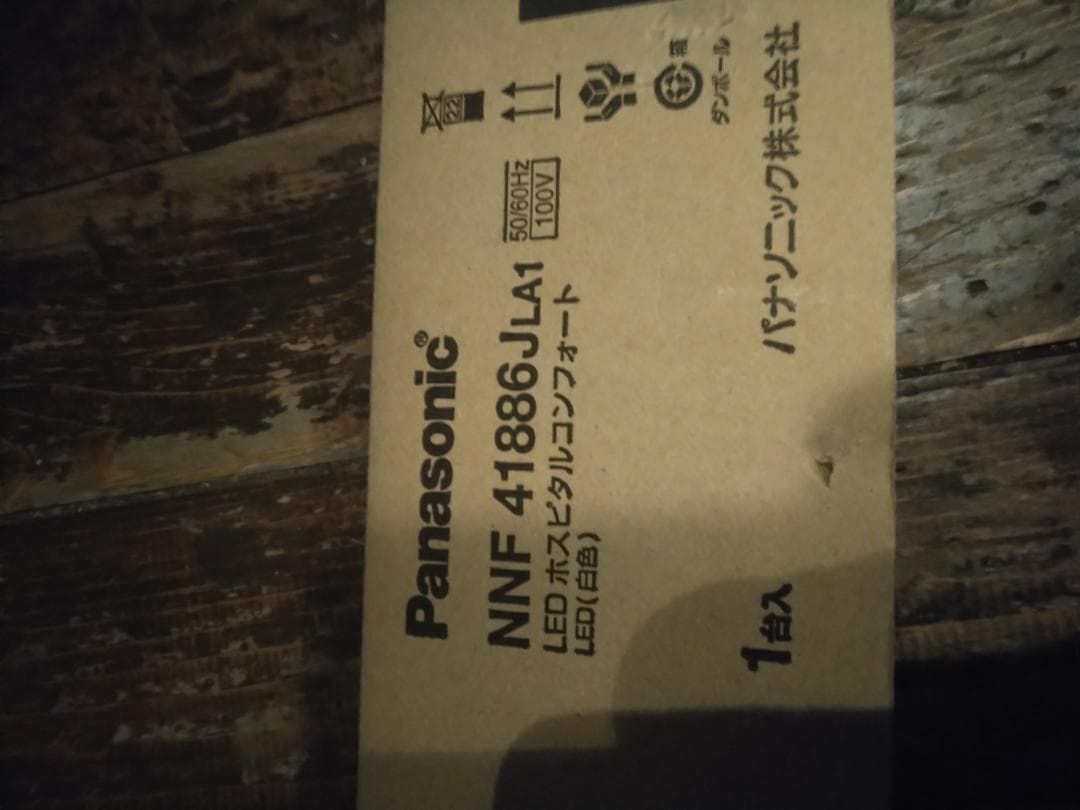 Panasonic®
NNF 41886JLA1
50/60Hz
100V
LED ホスピタルコンフォート
LED(白色)
22
箱
ダンボール
1台入
パナソニック株式会社